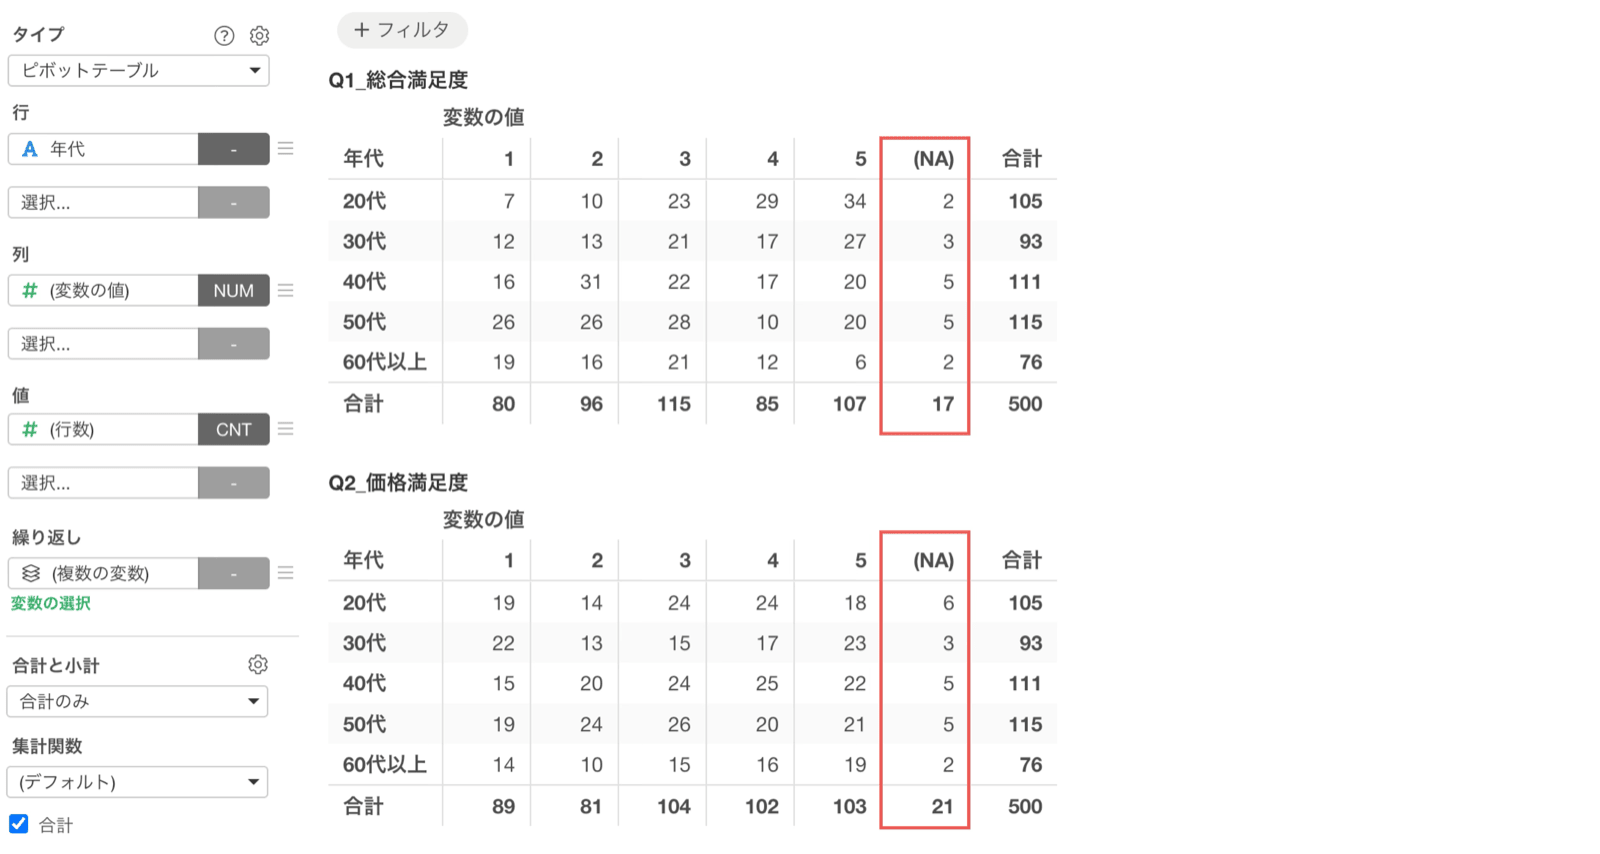 タイプ
ピボットテーブル
行
年代 -
選択... -
列
(変数の値) NUM
選択... -
値
(行数) CNT
選択... -
繰り返し
(複数の変数) -
変数の選択
合計と小計
合計のみ
集計関数
(デフォルト)
合計
+ フィルタ
Q1_総合満足度
変数の値
年代 1 2 3 4 5 (NA) 合計
20代 7 10 23 29 34 2 105
30代 12 13 21 17 27 3 93
40代 16 31 22 17 20 5 111
50代 26 26 28 10 20 5 115
60代以上 19 16 21 12 6 2 76
合計 80 96 115 85 107 17 500
Q2_価格満足度
変数の値
年代 1 2 3 4 5 (NA) 合計
20代 19 14 24 24 18 6 105
30代 22 13 15 17 23 3 93
40代 15 20 24 25 22 5 111
50代 19 24 26 20 21 5 115
60代以上 14 10 15 16 19 2 76
合計 89 81 104 102 103 21 500